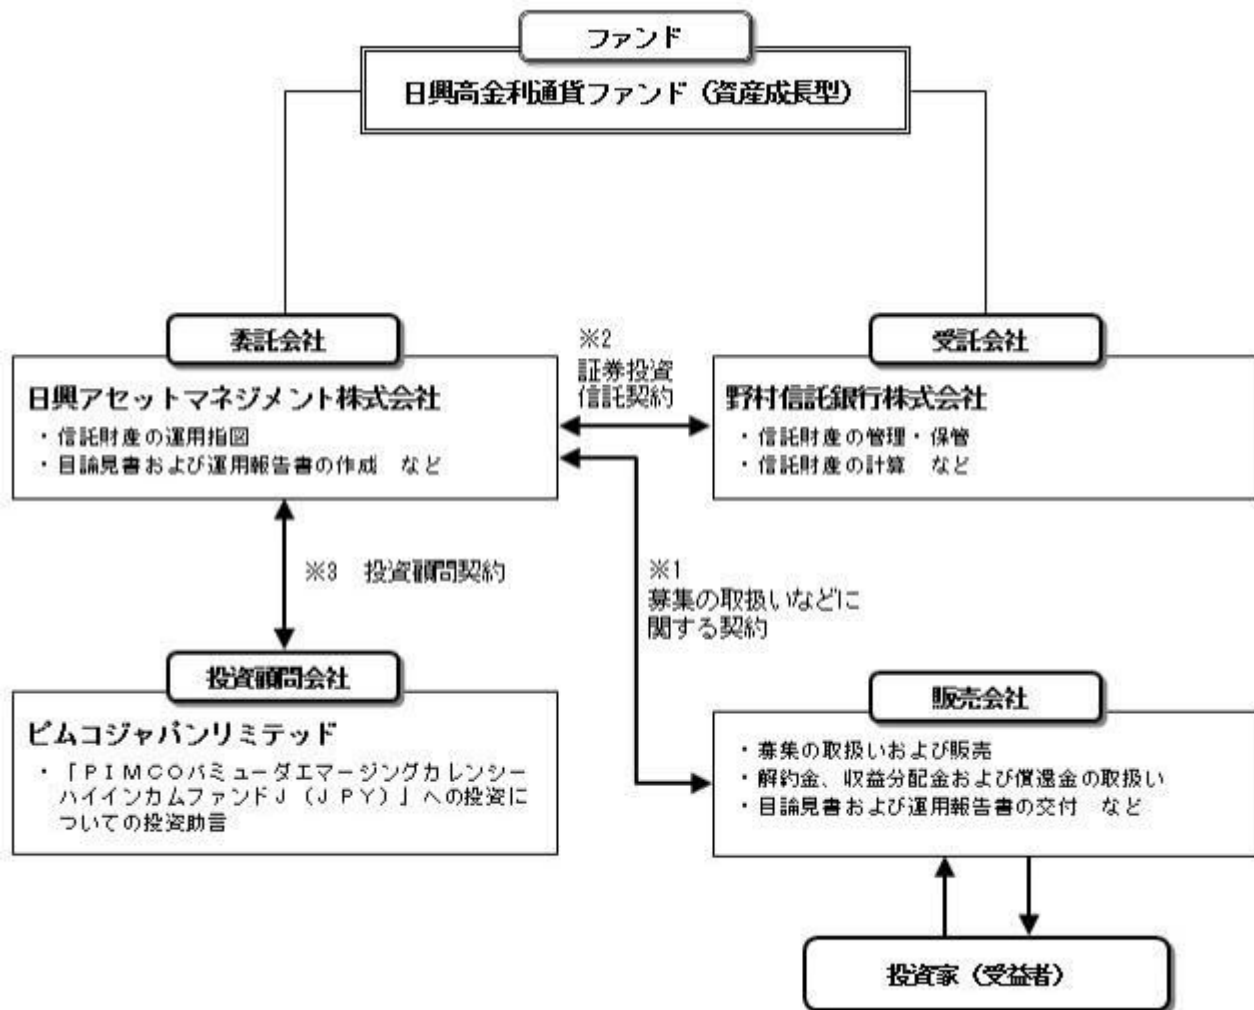 ファンド
日興高金利通貨ファンド（資産成長型）
委託会社
日興アセットマネジメント株式会社
・信託財産の運用指図
・目論見書および運用報告書の作成　など
※2
証券投資
信託契約
受託会社
野村信託銀行株式会社
・信託財産の管理・保管
・信託財産の計算　など
※3　投資顧問契約
※1
募集の取扱いなどに
関する契約
投資顧問会社
ピムコジャパンリミテッド
・「ＰＩＭＣＯバミューダエマージングカレンシー
ハイインカムファンドＪ（ＪＰＹ）」への投資に
ついての投資助言
販売会社
・募集の取扱いおよび販売
・解約金、収益分配金および償還金の取扱い
・目論見書および運用報告書の交付　など
投資家（受益者）